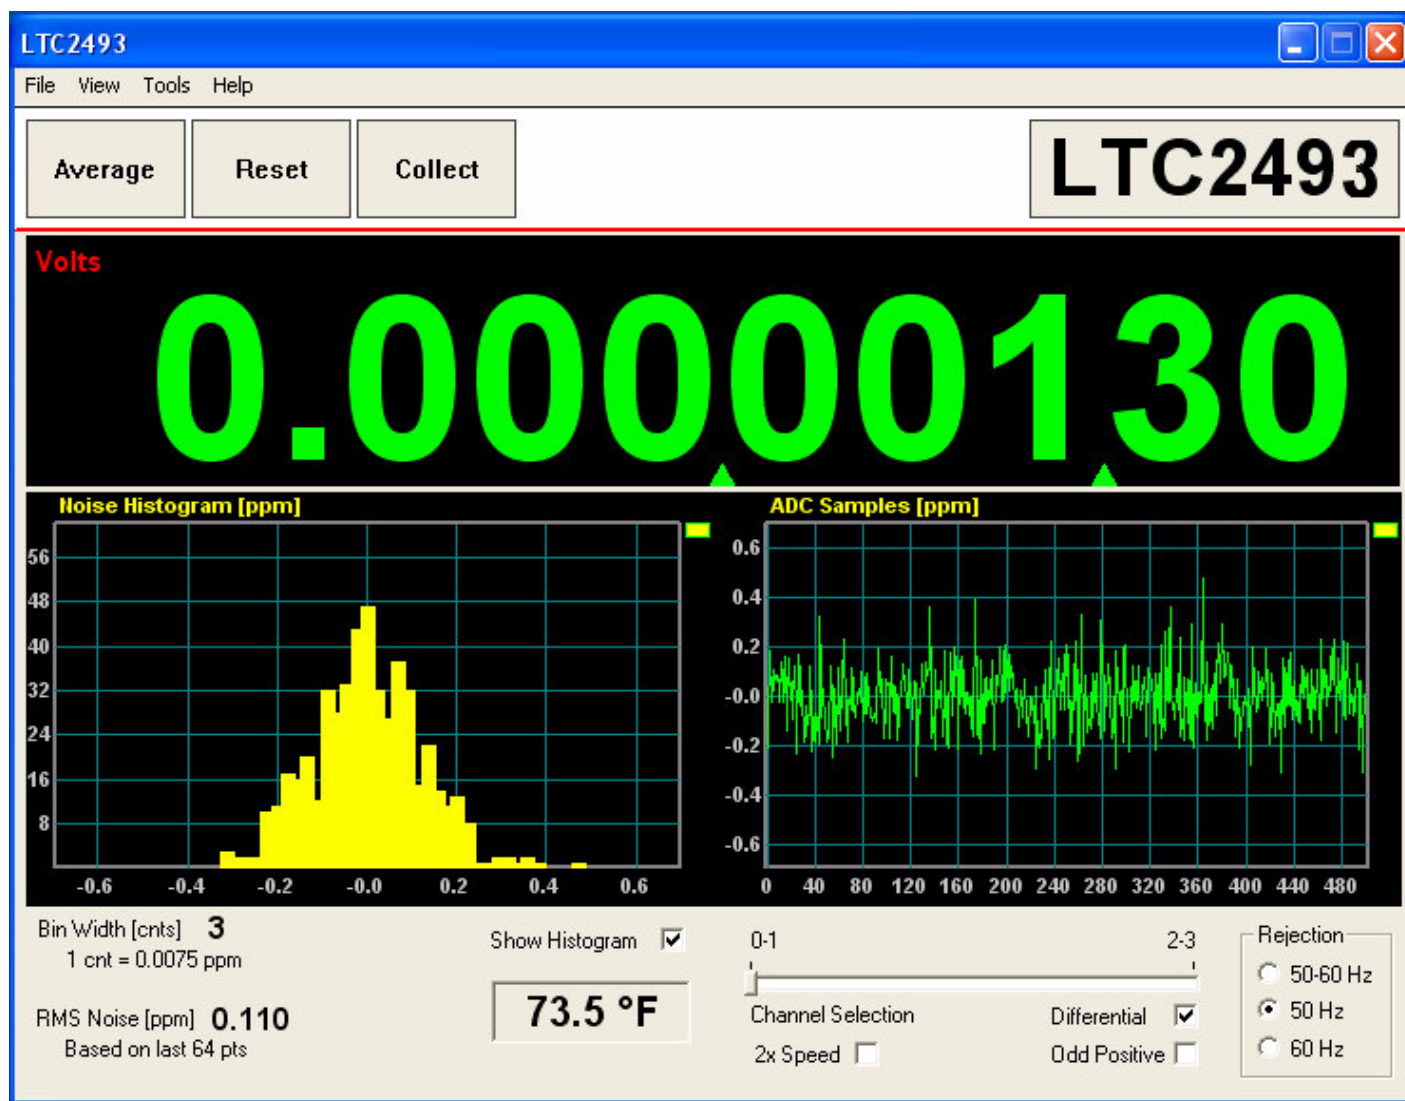 LTC2493
File View Tools Help
Average Reset Collect LTC2493
Volts
0.00000130
Noise Histogram [ppm]
56
48
40
32
24
16
8
-0.6 -0.4 -0.2 -0.0 0.2 0.4 0.6
ADC Samples [ppm]
0.6
0.4
0.2
-0.0
-0.2
-0.4
-0.6
0 40 80 120 160 200 240 280 320 360 400 440 480
Bin Width [cnts] 3
1 cnt = 0.0075 ppm
RMS Noise [ppm] 0.110
Based on last 64 pts
Show Histogram
73.5 °F
0-1 2-3
Channel Selection
2x Speed
Differential
Odd Positive
Rejection
50-60 Hz
50 Hz
60 Hz